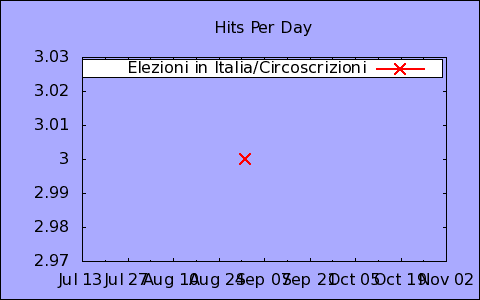 Hits Per Day
3.03
Elezioni in Italia/Circoscrizioni
3.02
3.01
3
2.99
2.98
2.97
Jul 13 Jul 27 Aug 10 Aug 24 Sep 07 Sep 21 Oct 05 Oct 19 Nov 02